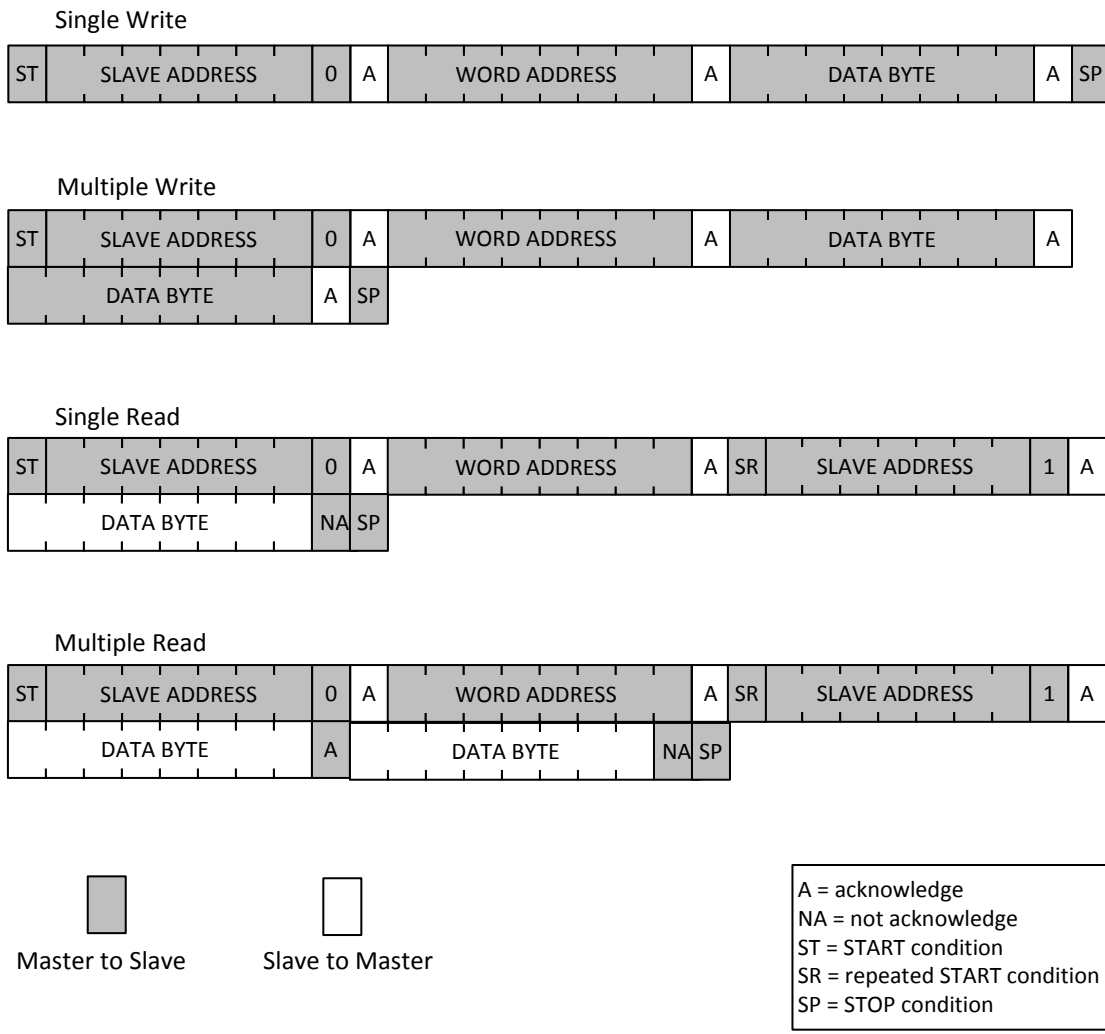 Single Write
ST SLAVE ADDRESS 0 A WORD ADDRESS A DATA BYTE A SP
Multiple Write
ST SLAVE ADDRESS 0 A WORD ADDRESS A DATA BYTE A
DATA BYTE A SP
Single Read
ST SLAVE ADDRESS 0 A WORD ADDRESS A SR SLAVE ADDRESS 1 A
DATA BYTE NA SP
Multiple Read
ST SLAVE ADDRESS 0 A WORD ADDRESS A SR SLAVE ADDRESS 1 A
DATA BYTE A DATA BYTE NA SP
Master to Slave Slave to Master
A = acknowledge
NA = not acknowledge
ST = START condition
SR = repeated START condition
SP = STOP condition